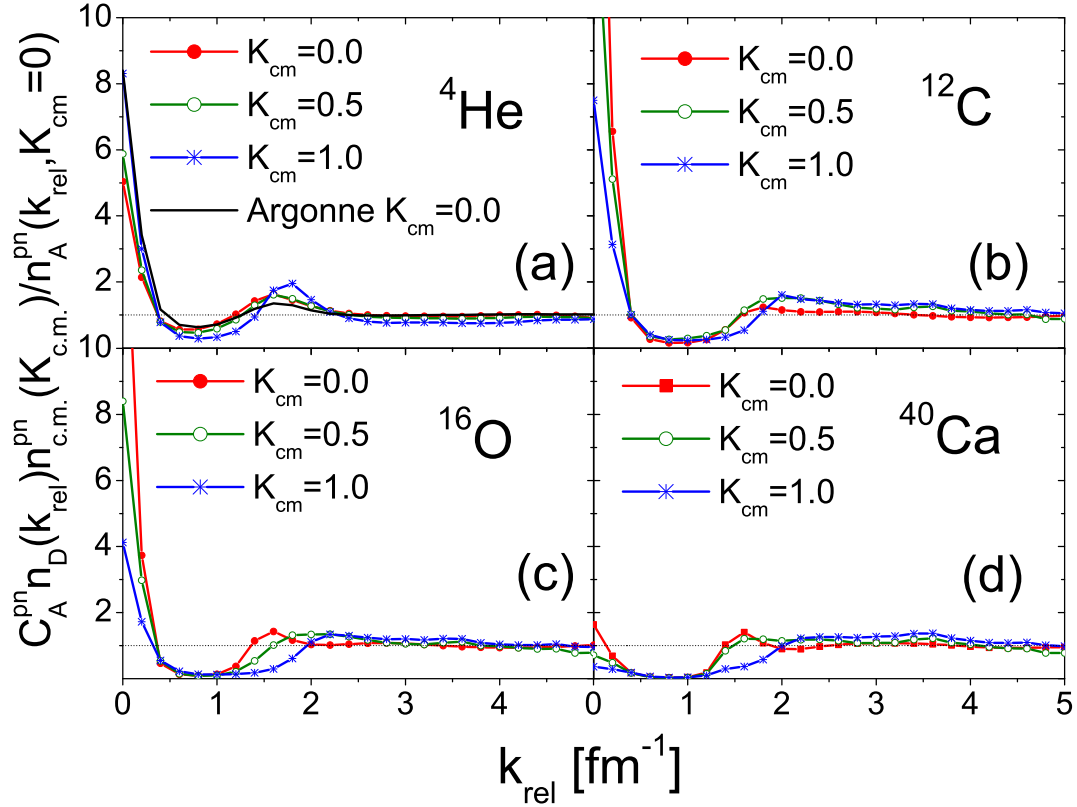 C_A^pn n_D(k_rel)n_c.m.^pn(K_c.m.)/n_A^pn(k_rel,K_cm=0)
10
8
6
4
2
K_cm=0.0
K_cm=0.5
K_cm=1.0
Argonne K_cm=0.0
^4He
(a)
K_cm=0.0
K_cm=0.5
K_cm=1.0
^12C
(b)
10
8
6
4
2
K_cm=0.0
K_cm=0.5
K_cm=1.0
^16O
(c)
K_cm=0.0
K_cm=0.5
K_cm=1.0
^40Ca
(d)
0 1 2 3 4 0 1 2 3 4 5
k_rel [fm^-1]